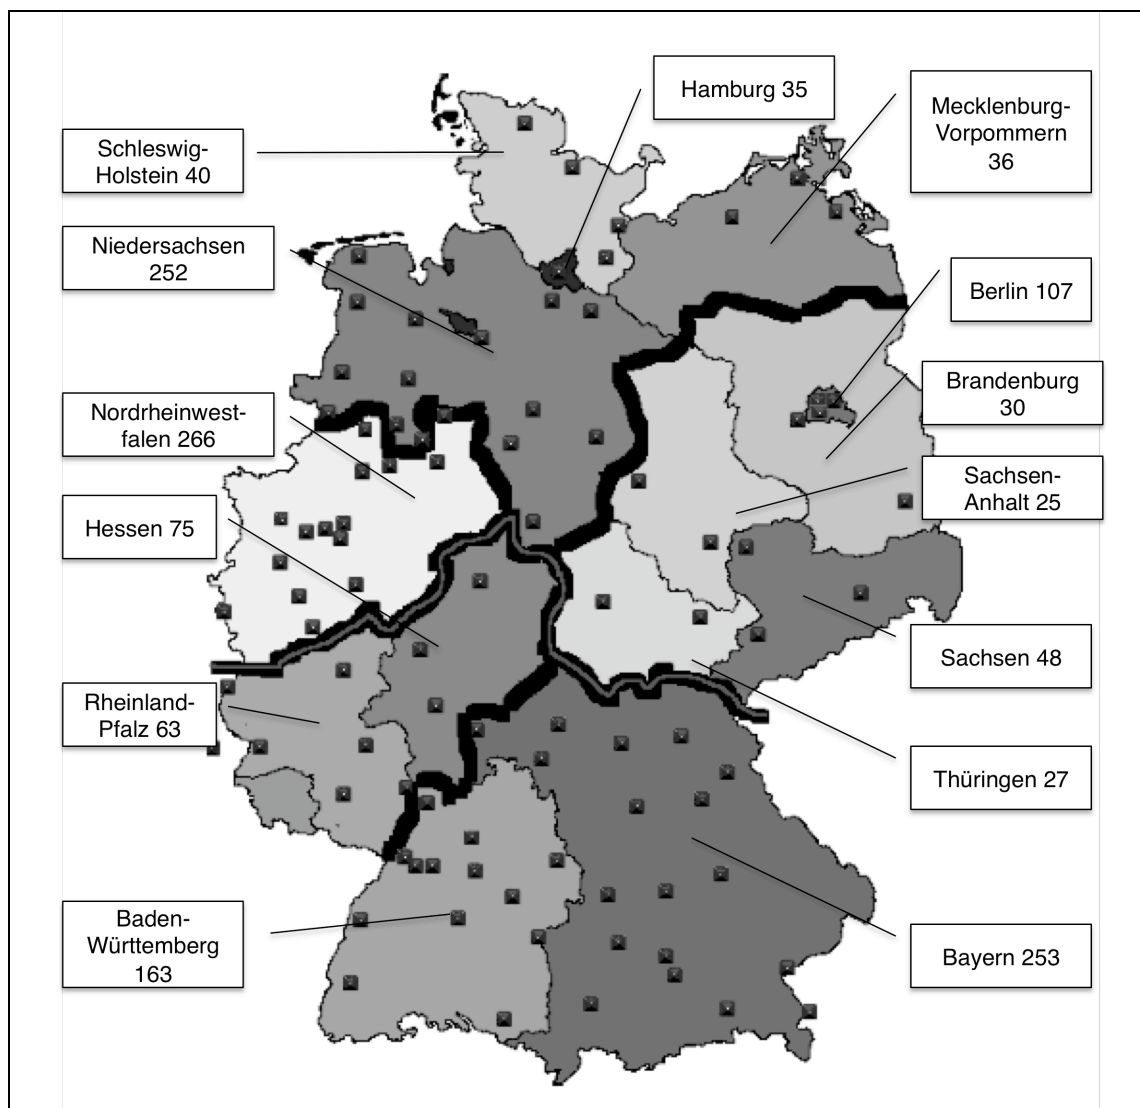 Hamburg 35
Mecklenburg-
Vorpommern
36
Schleswig-
Holstein 40
Niedersachsen
252
Berlin 107
Brandenburg
30
Nordrheinwest-
falen 266
Sachsen-
Anhalt 25
Hessen 75
Sachsen 48
Rheinland-
Pfalz 63
Thüringen 27
Baden-
Württemberg
163
Bayern 253